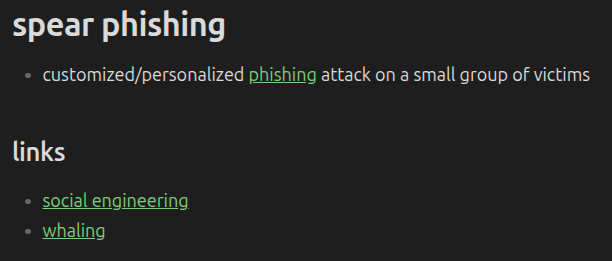 spear phishing
customized/personalized phishing attack on a small group of victims
links
social engineering
whaling